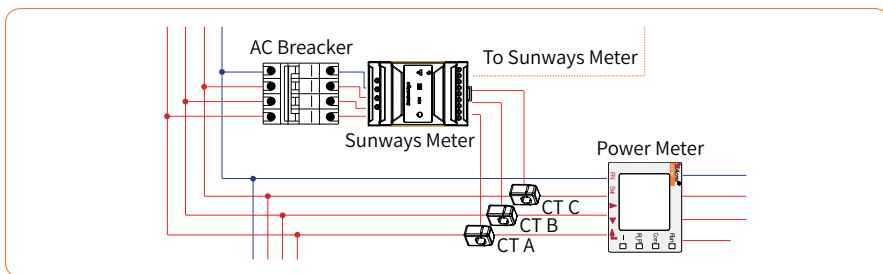 AC Breacker
To Sunways Meter
Sunways Meter
Power Meter
CT C
CT B
CT A